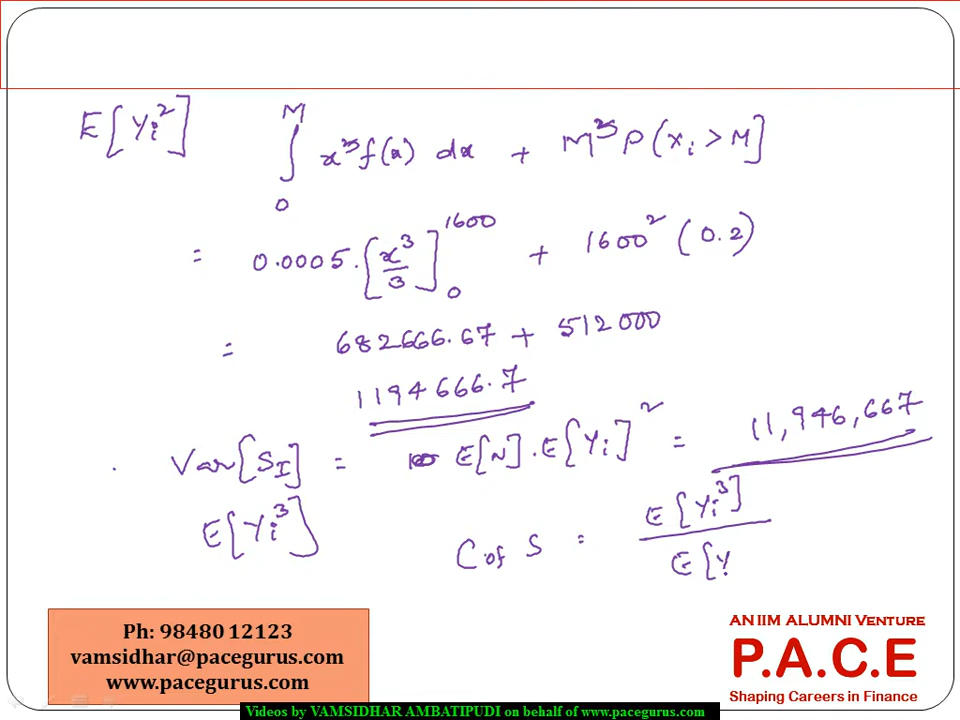 E[Yi²] ∫₀ᴹ x³f(x) dx + M³ P(xi > M]
= 0.0005. [x³/3]₀¹⁶⁰⁰ + 1600² (0.2)
= 682666.67 + 512000
1194666.7
Var[SI] = E[N].E[Yi]² = 11,946,667
E[Yi³]
C of S = E[Yi³] / E[Y
Ph: 98480 12123
vamsidhar@pacegurus.com
www.pacegurus.com
AN IIM ALUMNI VENTURE
P.A.C.E
Shaping Careers in Finance
Videos by VAMSIDHAR AMBATIPUDI on behalf of www.pacegurus.com